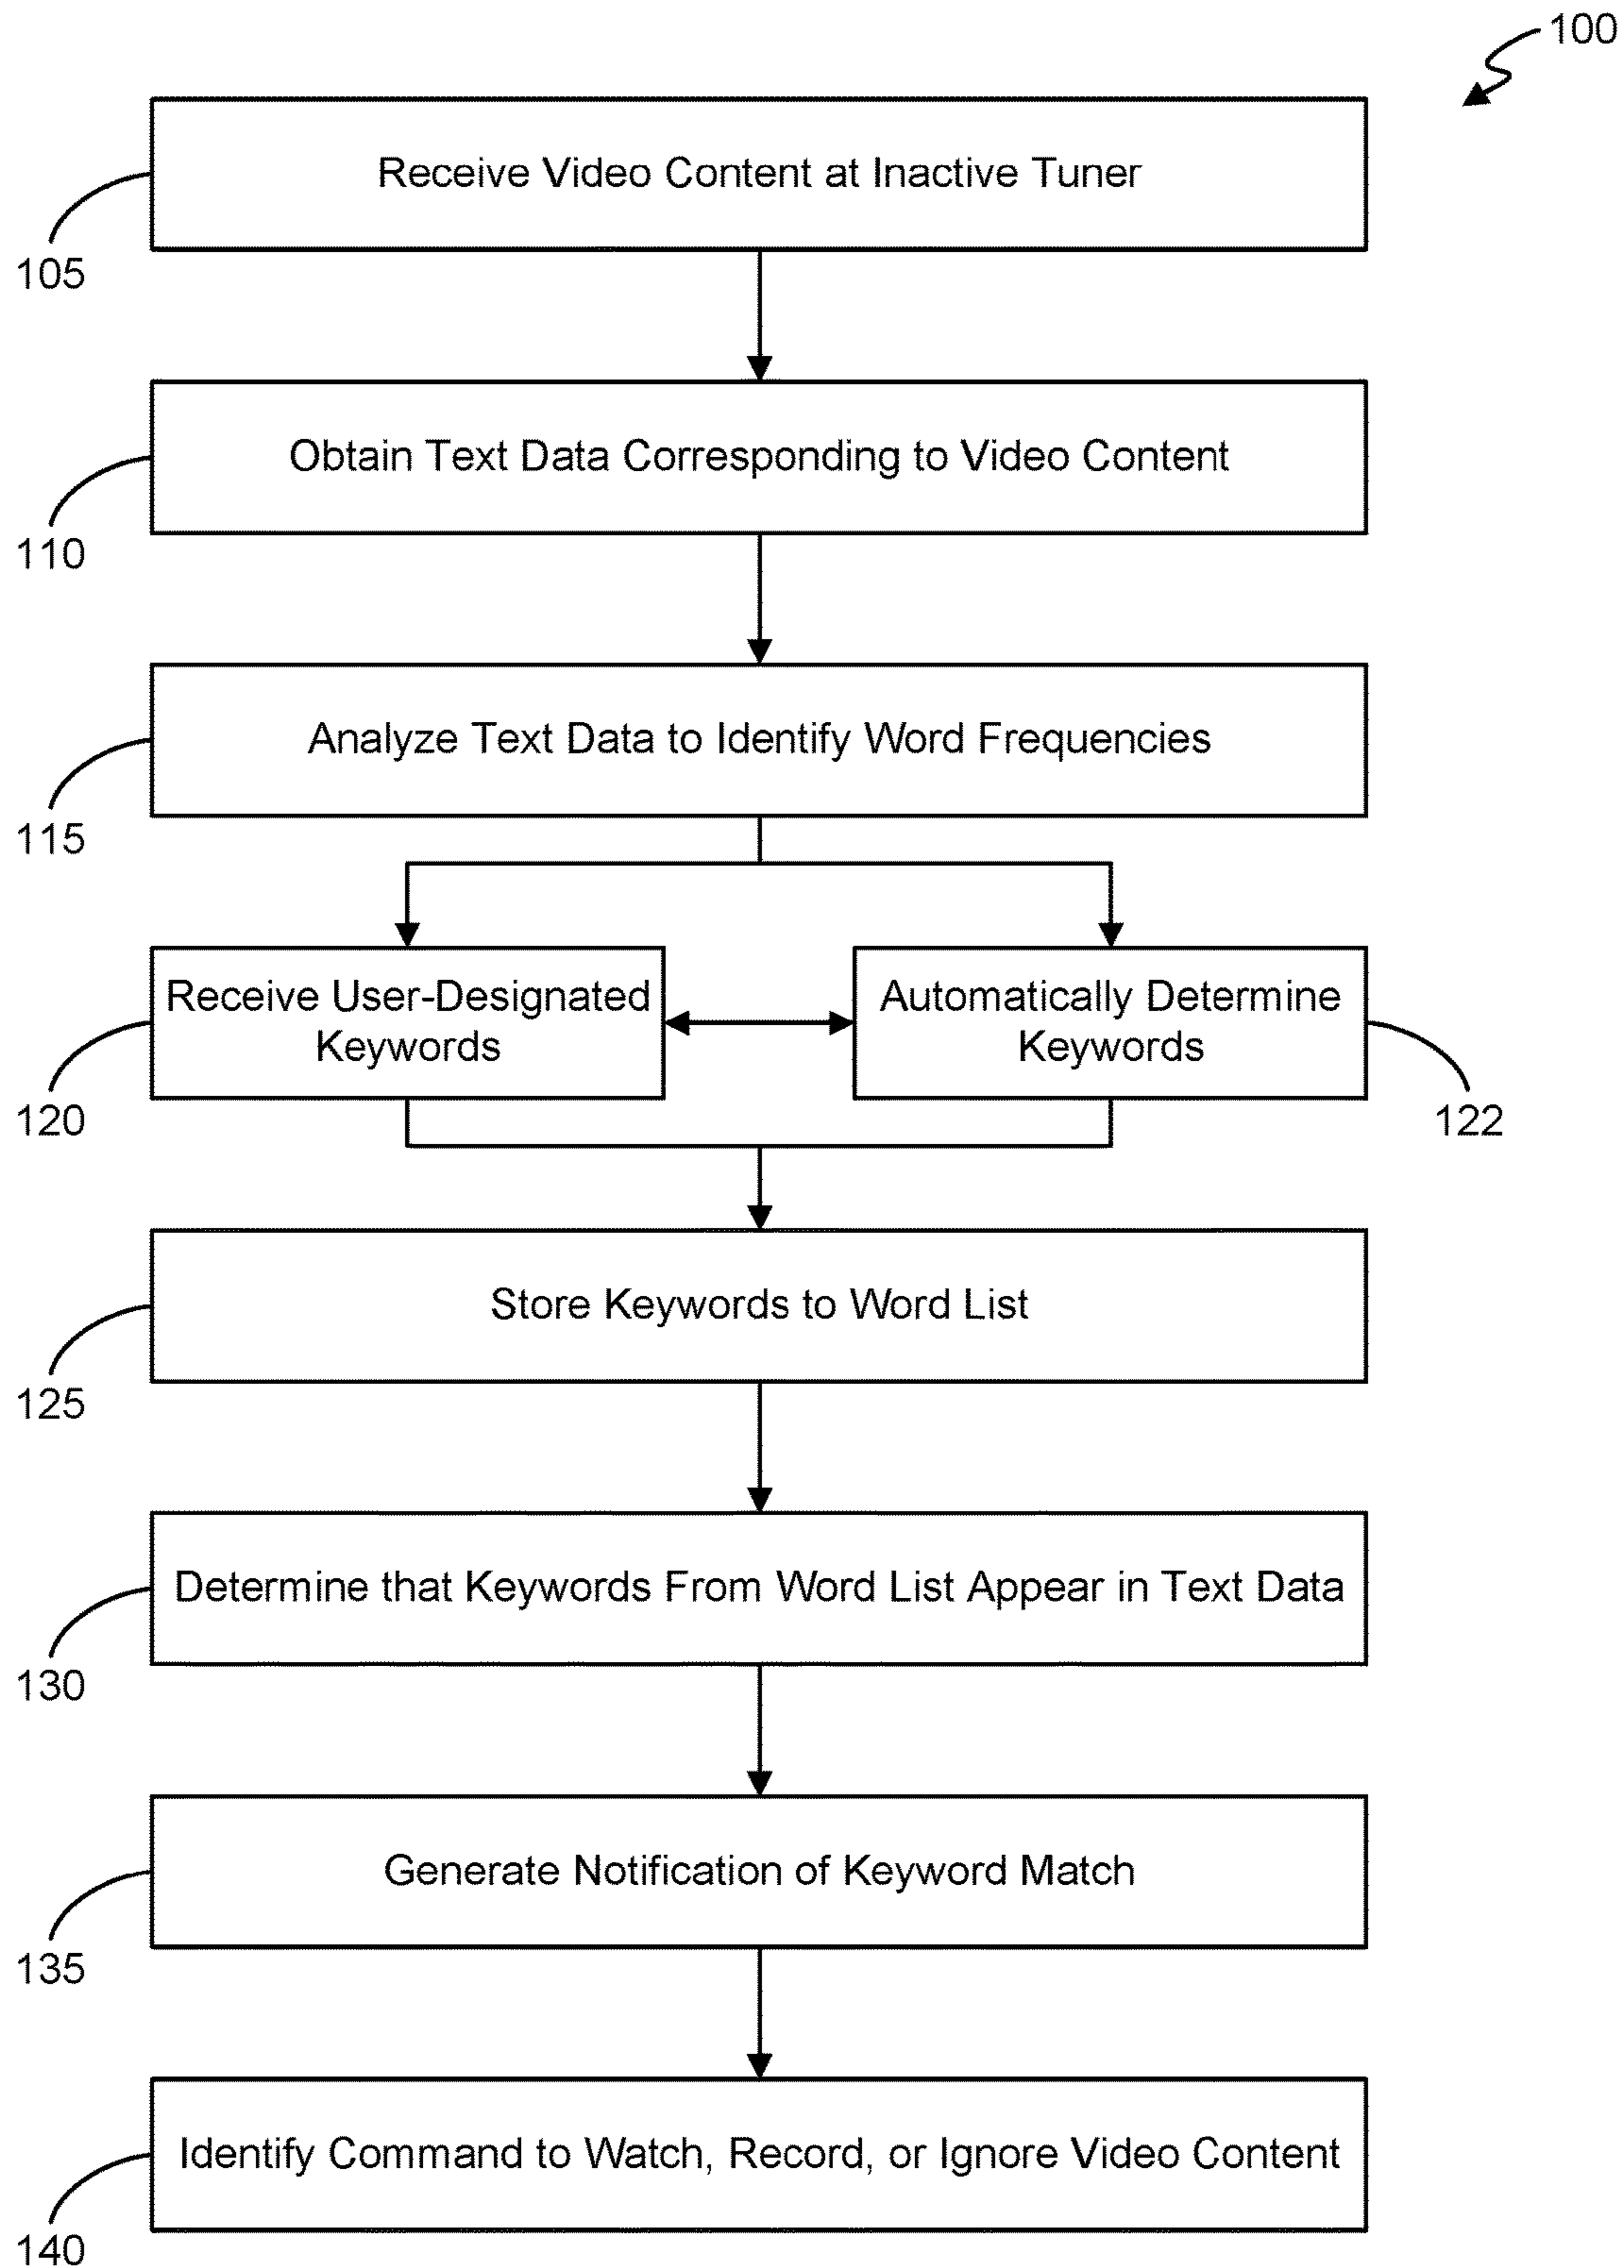 100
Receive Video Content at Inactive Tuner
105
Obtain Text Data Corresponding to Video Content
110
Analyze Text Data to Identify Word Frequencies
115
Receive User-Designated
Keywords
120
Automatically Determine
Keywords
122
Store Keywords to Word List
125
Determine that Keywords From Word List Appear in Text Data
130
Generate Notification of Keyword Match
135
Identify Command to Watch, Record, or Ignore Video Content
140